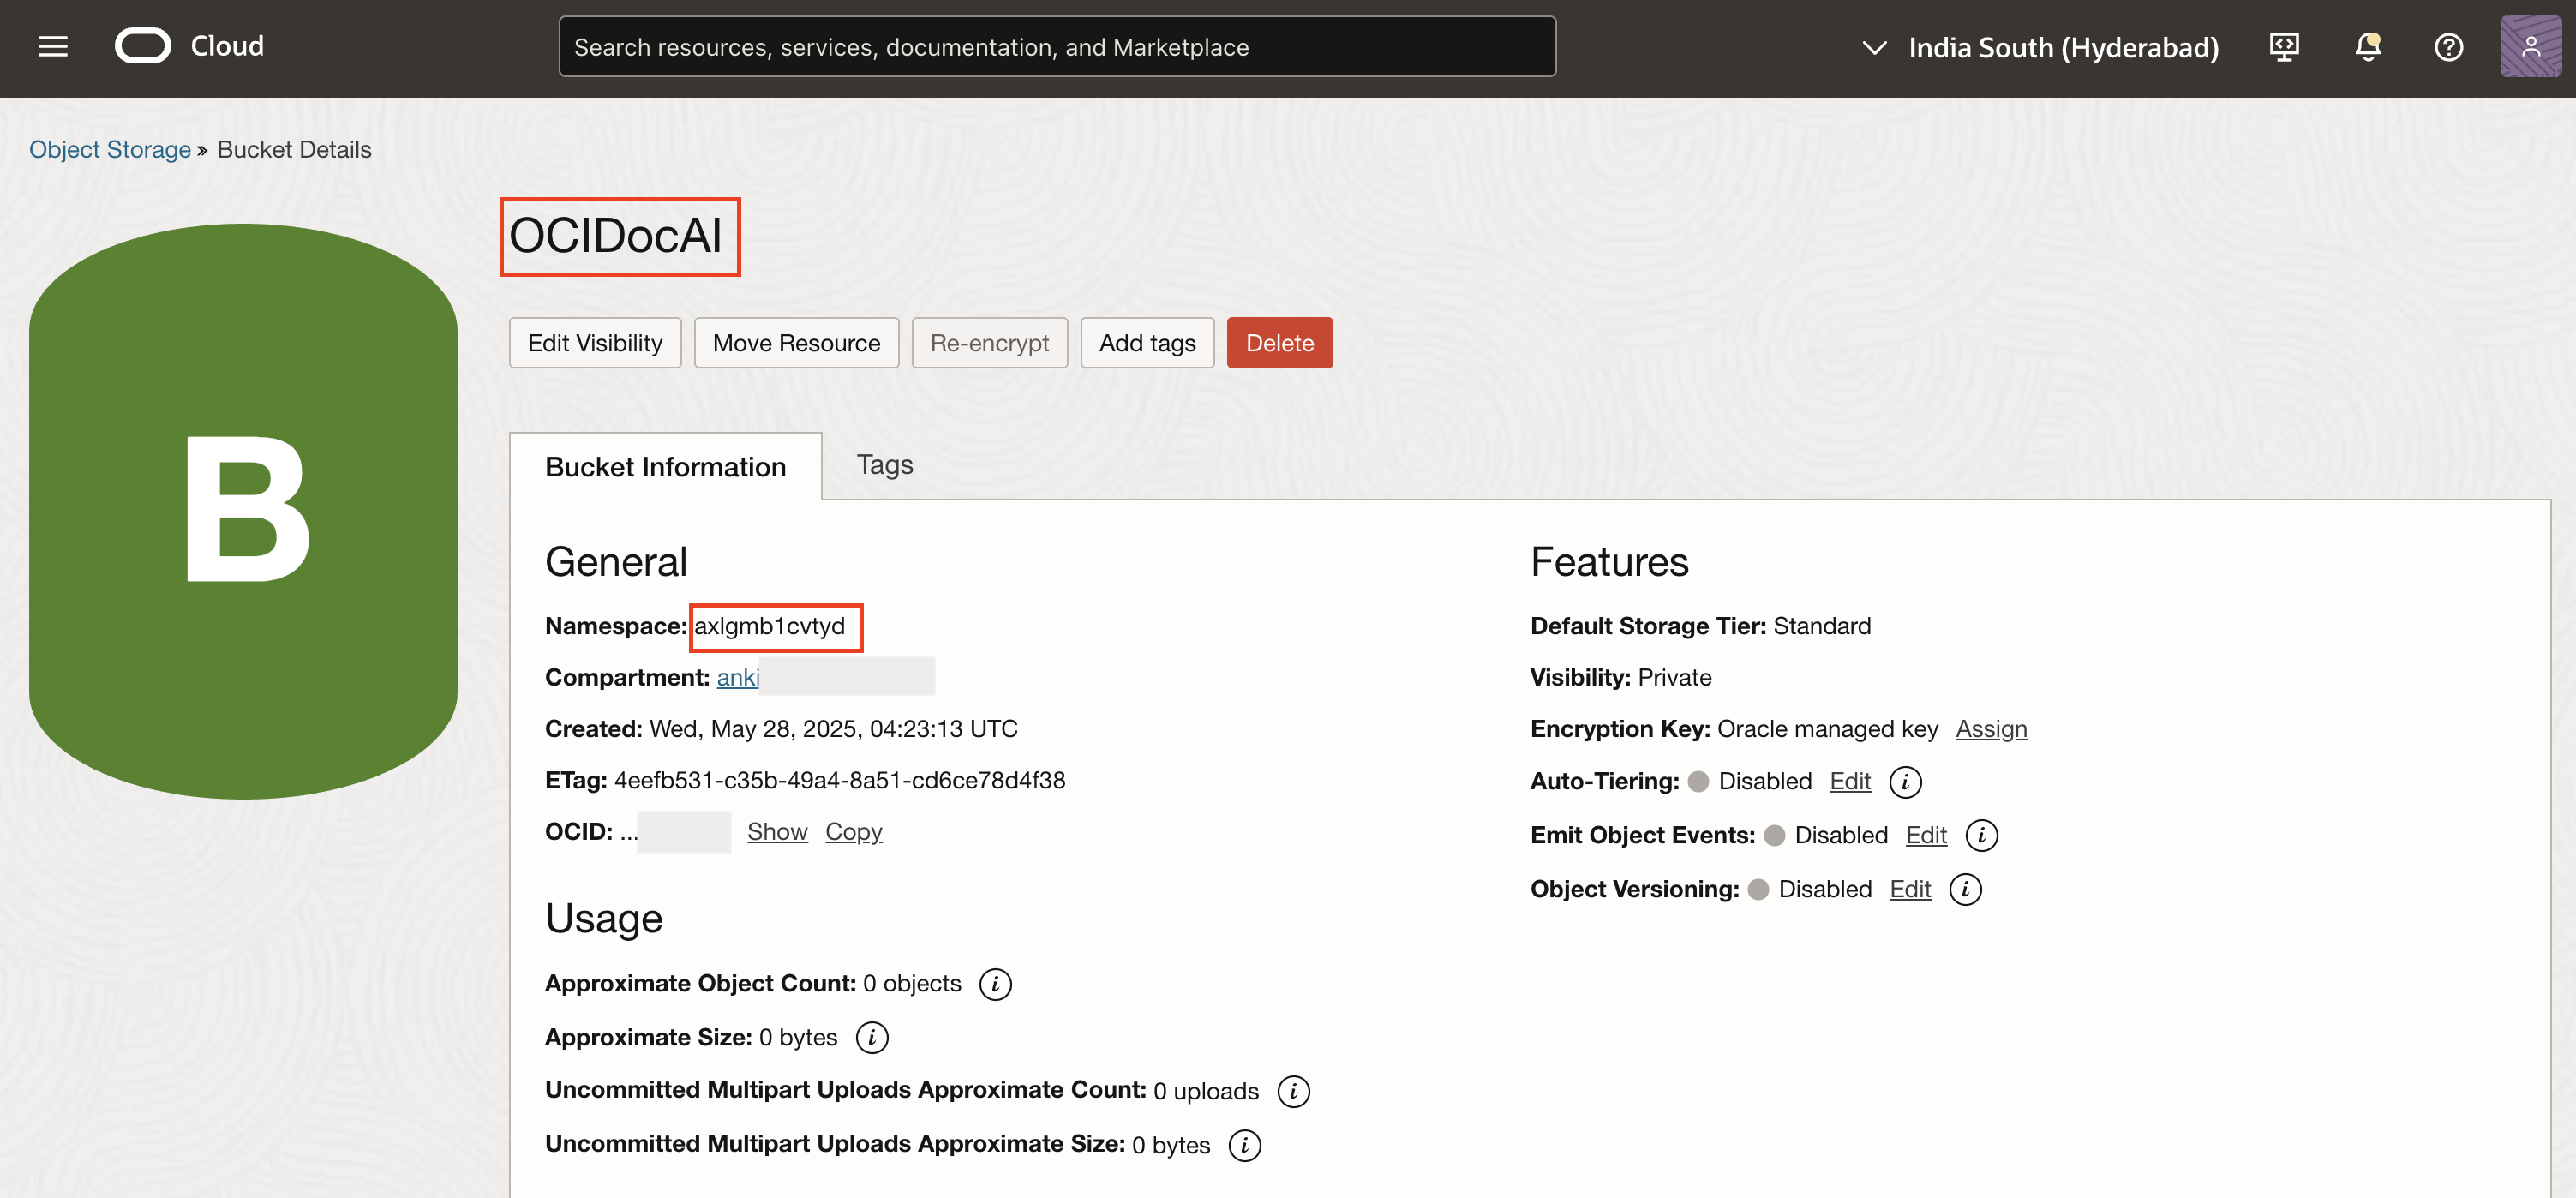 Cloud
Search resources, services, documentation, and Marketplace
India South (Hyderabad)
Object Storage » Bucket Details
OCIDocAI
Edit Visibility
Move Resource
Re-encrypt
Add tags
Delete
B
Bucket Information
Tags
General
Namespace: axlgmb1cvtyd
Compartment: anki
Created: Wed, May 28, 2025, 04:23:13 UTC
ETag: 4eefb531-c35b-49a4-8a51-cd6ce78d4f38
OCID: ... Show Copy
Usage
Approximate Object Count: 0 objects
Approximate Size: 0 bytes
Uncommitted Multipart Uploads Approximate Count: 0 uploads
Uncommitted Multipart Uploads Approximate Size: 0 bytes
Features
Default Storage Tier: Standard
Visibility: Private
Encryption Key: Oracle managed key Assign
Auto-Tiering: Disabled Edit
Emit Object Events: Disabled Edit
Object Versioning: Disabled Edit